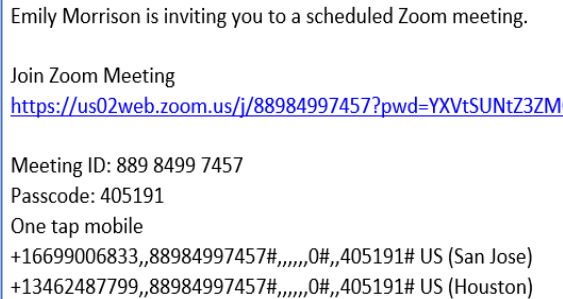 Emily Morrison is inviting you to a scheduled Zoom meeting.
Join Zoom Meeting
https://us02web.zoom.us/j/88984997457?pwd=YXVtSUNtZ3ZM
Meeting ID: 889 8499 7457
Passcode: 405191
One tap mobile
+16699006833,,88984997457#,,,,,,0#,,405191# US (San Jose)
+13462487799,,88984997457#,,,,,,0#,,405191# US (Houston)